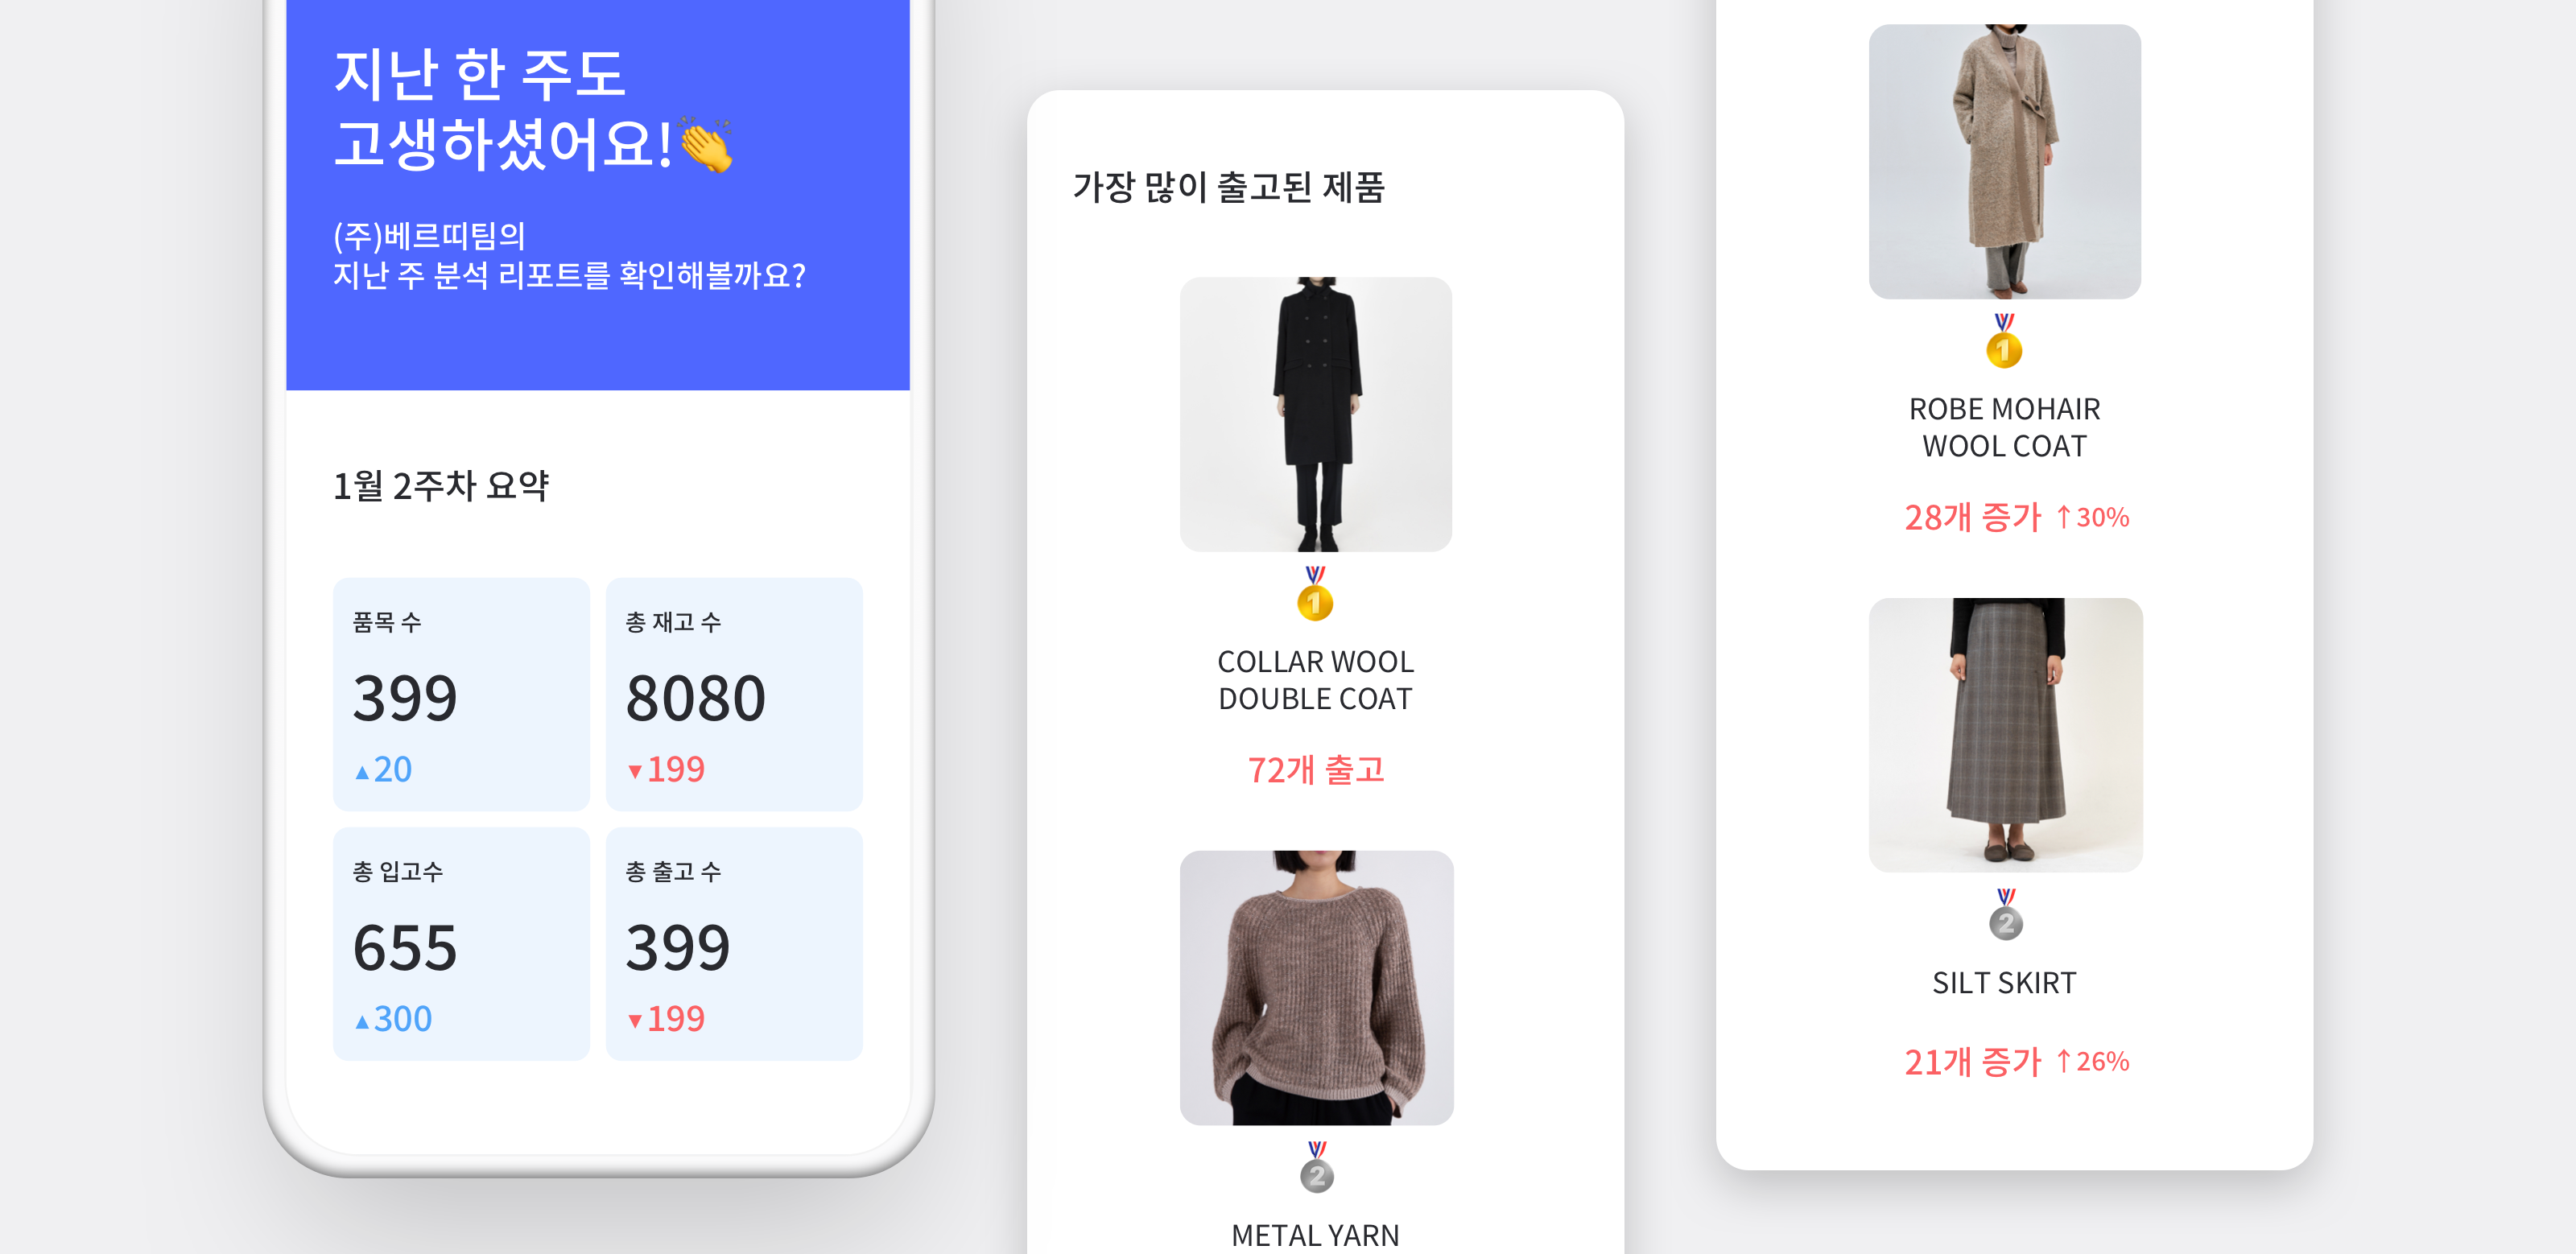 지난 한 주도
고생하셨어요!👏
(주)베르띠팀의
지난 주 분석 리포트를 확인해볼까요?
1월 2주차 요약
품목 수
399
▲20
총 재고 수
8080
▼199
총 입고수
655
▲300
총 출고 수
399
▼199
가장 많이 출고된 제품
1
COLLAR WOOL
DOUBLE COAT
72개 출고
2
METAL YARN
1
ROBE MOHAIR
WOOL COAT
28개 증가 ↑30%
2
SILT SKIRT
21개 증가 ↑26%